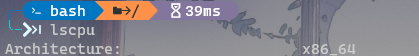 bash /  39ms
lscpu
Architecture: x86_64